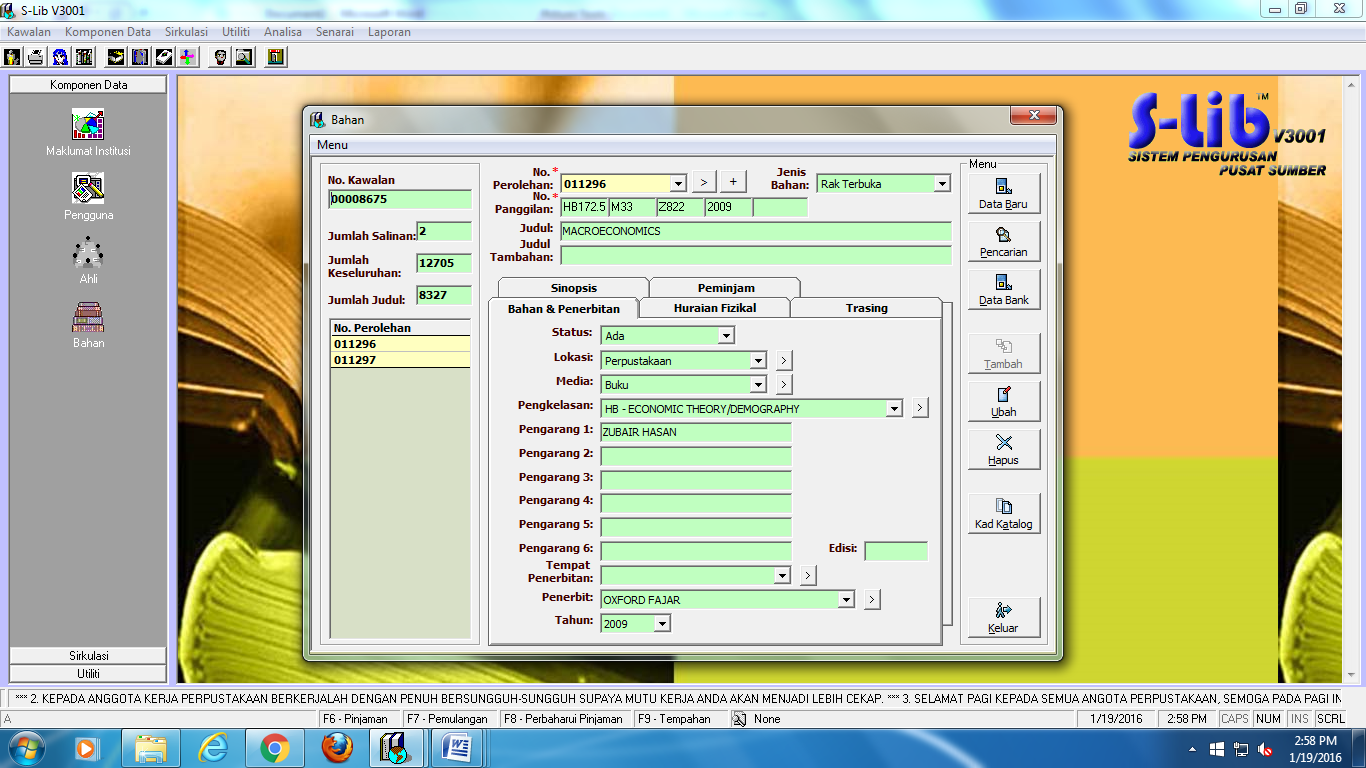 S-Lib V3001
Kawalan Komponen Data Sirkulasi Utiliti Analisa Senarai Laporan
Komponen Data
Maklumat Institusi
Pengguna
Ahli
Bahan
Sirkulasi
Utiliti
S-Lib™ V3001
SISTEM PENGURUSAN
PUSAT SUMBER
Bahan
Menu
No. Kawalan
00008675
Jumlah Salinan: 2
Jumlah Keseluruhan: 12705
Jumlah Judul: 8327
No. Perolehan
011296
011297
No. * Perolehan: 011296 > +
Jenis Bahan: Rak Terbuka
No. * Panggilan: HB172.5 M33 Z822 2009
Judul: MACROECONOMICS
Judul Tambahan:
Sinopsis Peminjam
Bahan & Penerbitan Huraian Fizikal Trasing
Status: Ada
Lokasi: Perpustakaan >
Media: Buku >
Pengkelasan: HB - ECONOMIC THEORY/DEMOGRAPHY >
Pengarang 1: ZUBAIR HASAN
Pengarang 2:
Pengarang 3:
Pengarang 4:
Pengarang 5:
Pengarang 6: Edisi:
Tempat Penerbitan: >
Penerbit: OXFORD FAJAR >
Tahun: 2009
Menu
Data Baru
Pencarian
Data Bank
Tambah
Ubah
Hapus
Kad Katalog
Keluar
*** 2. KEPADA ANGGOTA KERJA PERPUSTAKAAN BERKERJALAH DENGAN PENUH BERSUNGGUH-SUNGGUH SUPAYA MUTU KERJA ANDA AKAN MENJADI LEBIH CEKAP. *** 3. SELAMAT PAGI KEPADA SEMUA ANGOTA PERPUSTAKAAN, SEMOGA PADA PAGI IN
A F6 - Pinjaman F7 - Pemulangan F8 - Perbaharui Pinjaman F9 - Tempahan None 1/19/2016 2:58 PM CAPS NUM INS SCRL
2:58 PM
1/19/2016